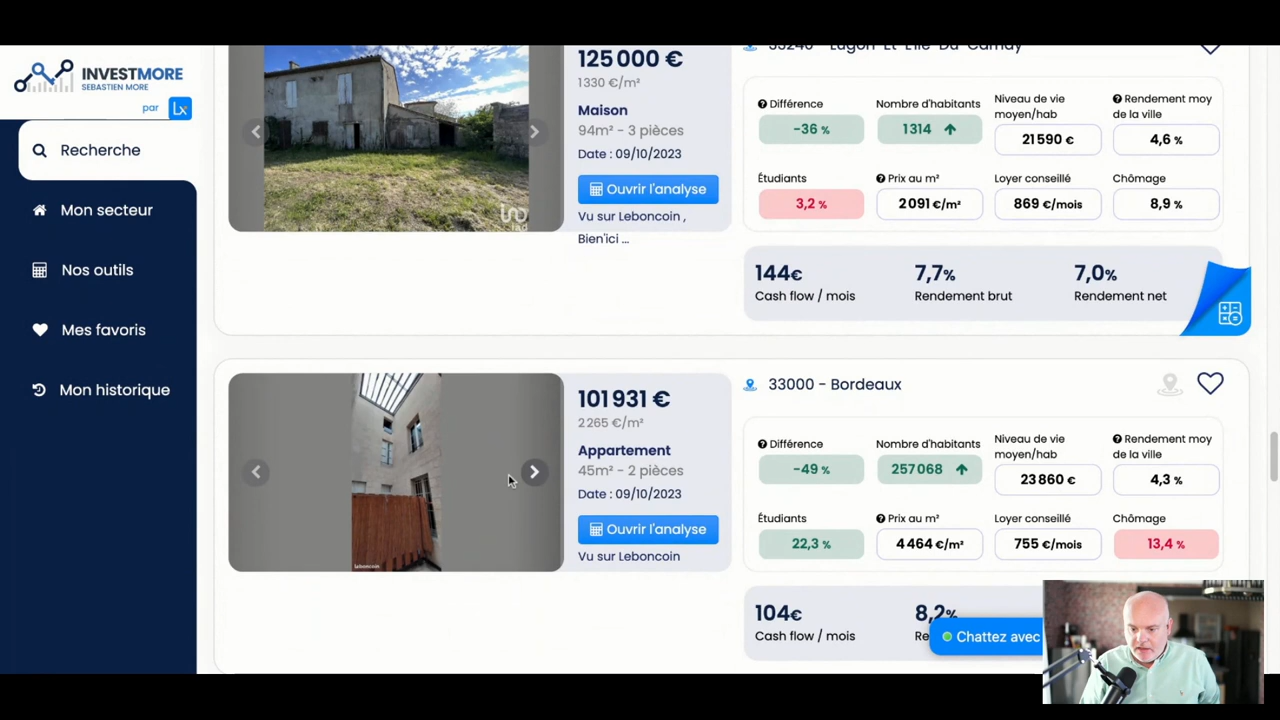 INVESTMORE
SEBASTIEN MORE
par Lx
Recherche
Mon secteur
Nos outils
Mes favoris
Mon historique
125 000 €
1 330 €/m²
Maison
94m² - 3 pièces
Date : 09/10/2023
Ouvrir l'analyse
Vu sur Leboncoin ,
Bien'ici ...
Différence
-36 %
Nombre d'habitants
1 314
Niveau de vie
moyen/hab
21 590 €
Rendement moy
de la ville
4,6 %
Étudiants
3,2 %
Prix au m²
2 091 €/m²
Loyer conseillé
869 €/mois
Chômage
8,9 %
144€
Cash flow / mois
7,7%
Rendement brut
7,0%
Rendement net
101 931 €
2 265 €/m²
Appartement
45m² - 2 pièces
Date : 09/10/2023
Ouvrir l'analyse
Vu sur Leboncoin
leboncoin
33000 - Bordeaux
Différence
-49 %
Nombre d'habitants
257 068
Niveau de vie
moyen/hab
23 860 €
Rendement moy
de la ville
4,3 %
Étudiants
22,3 %
Prix au m²
4 464 €/m²
Loyer conseillé
755 €/mois
Chômage
13,4 %
104€
Cash flow / mois
8,2%
Re
Chattez avec